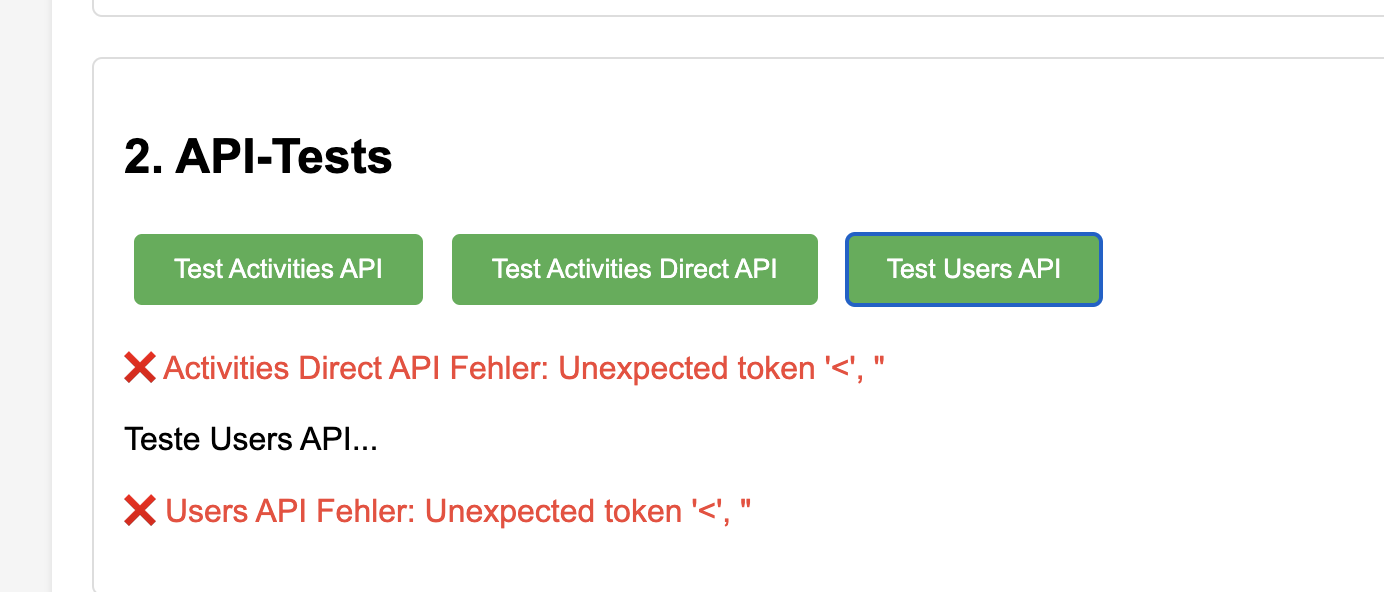 2. API-Tests
Test Activities API
Test Activities Direct API
Test Users API
❌ Activities Direct API Fehler: Unexpected token '<', "
Teste Users API...
❌ Users API Fehler: Unexpected token '<', "